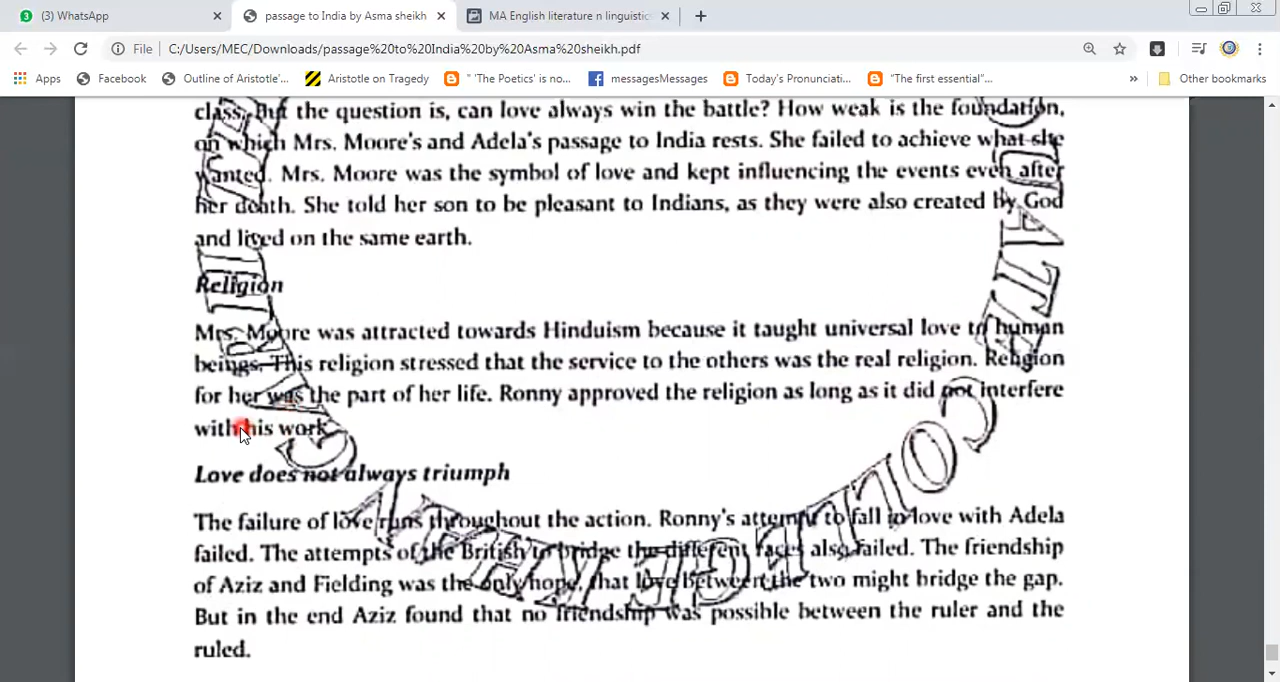 (3) WhatsApp
passage to India by Asma sheikh
MA English literature n linguistic
File C:/Users/MEC/Downloads/passage%20to%20India%20by%20Asma%20sheikh.pdf
Apps Facebook Outline of Aristotle'... Aristotle on Tragedy " 'The Poetics' is no... messagesMessages Today's Pronunciati... "The first essential"... » Other bookmarks
class. But the question is, can love always win the battle? How weak is the foundation,
on which Mrs. Moore's and Adela's passage to India rests. She failed to achieve what she
wanted. Mrs. Moore was the symbol of love and kept influencing the events even after
her death. She told her son to be pleasant to Indians, as they were also created by God
and lived on the same earth.
Religion
Mrs. Moore was attracted towards Hinduism because it taught universal love to human
beings. This religion stressed that the service to the others was the real religion. Religion
for her was the part of her life. Ronny approved the religion as long as it did not interfere
with his work
Love does not always triumph
The failure of love runs throughout the action. Ronny's attempt to fall in love with Adela
failed. The attempts of the British to bridge the different races also failed. The friendship
of Aziz and Fielding was the only hope, that love between the two might bridge the gap.
But in the end Aziz found that no friendship was possible between the ruler and the
ruled.